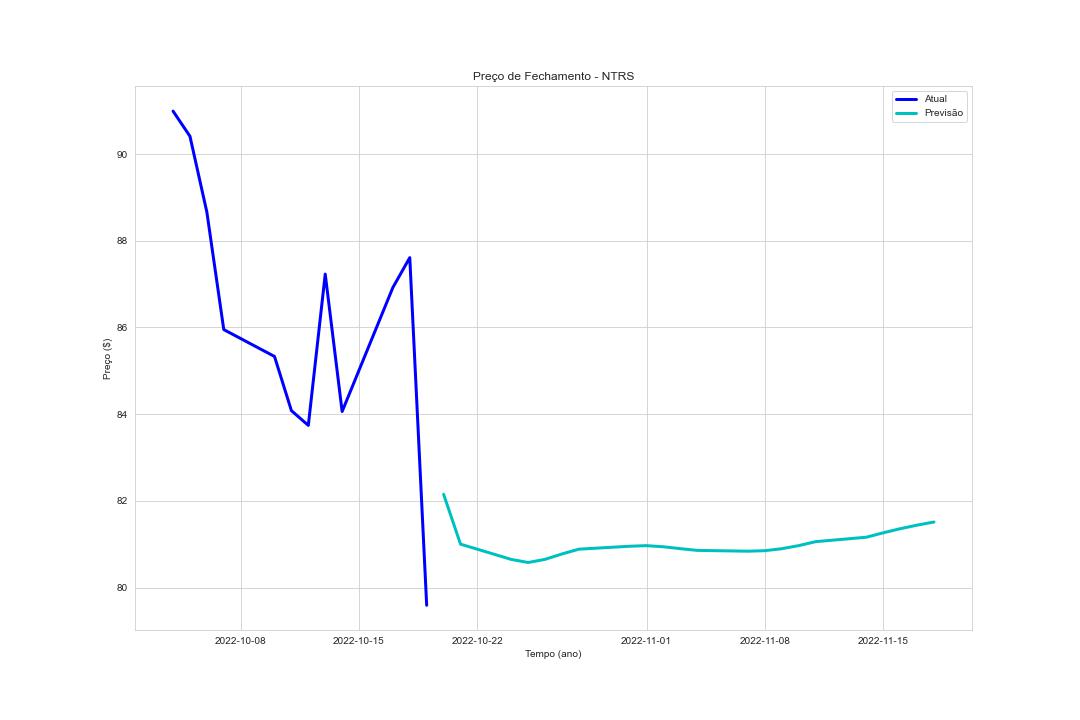 Preço de Fechamento - NTRS
Atual
Previsão
90
88
86
84
82
80
Preço ($)
2022-10-08
2022-10-15
2022-10-22
2022-11-01
2022-11-08
2022-11-15
Tempo (ano)